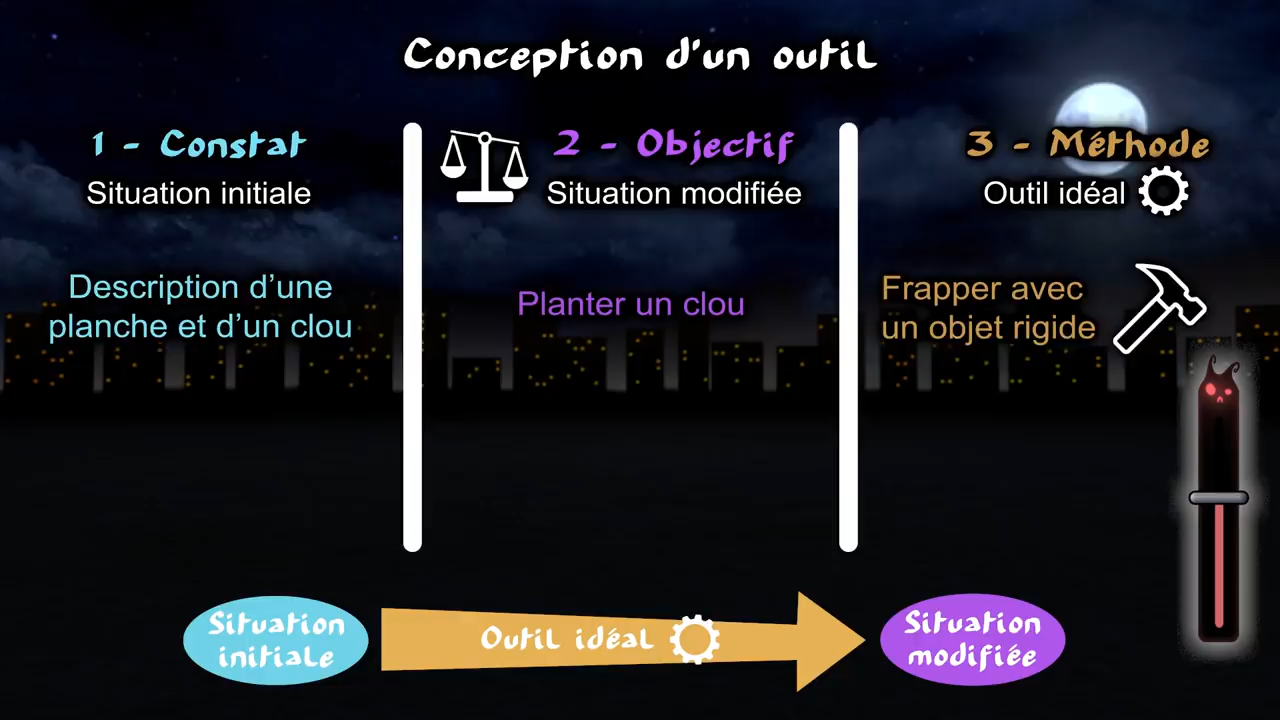 Conception d'un outil
1 - Constat
Situation initiale
Description d'une
planche et d'un clou
2 - Objectif
Situation modifiée
Planter un clou
3 - Méthode
Outil idéal
Frapper avec
un objet rigide
Situation
initiale
Outil idéal
Situation
modifiée